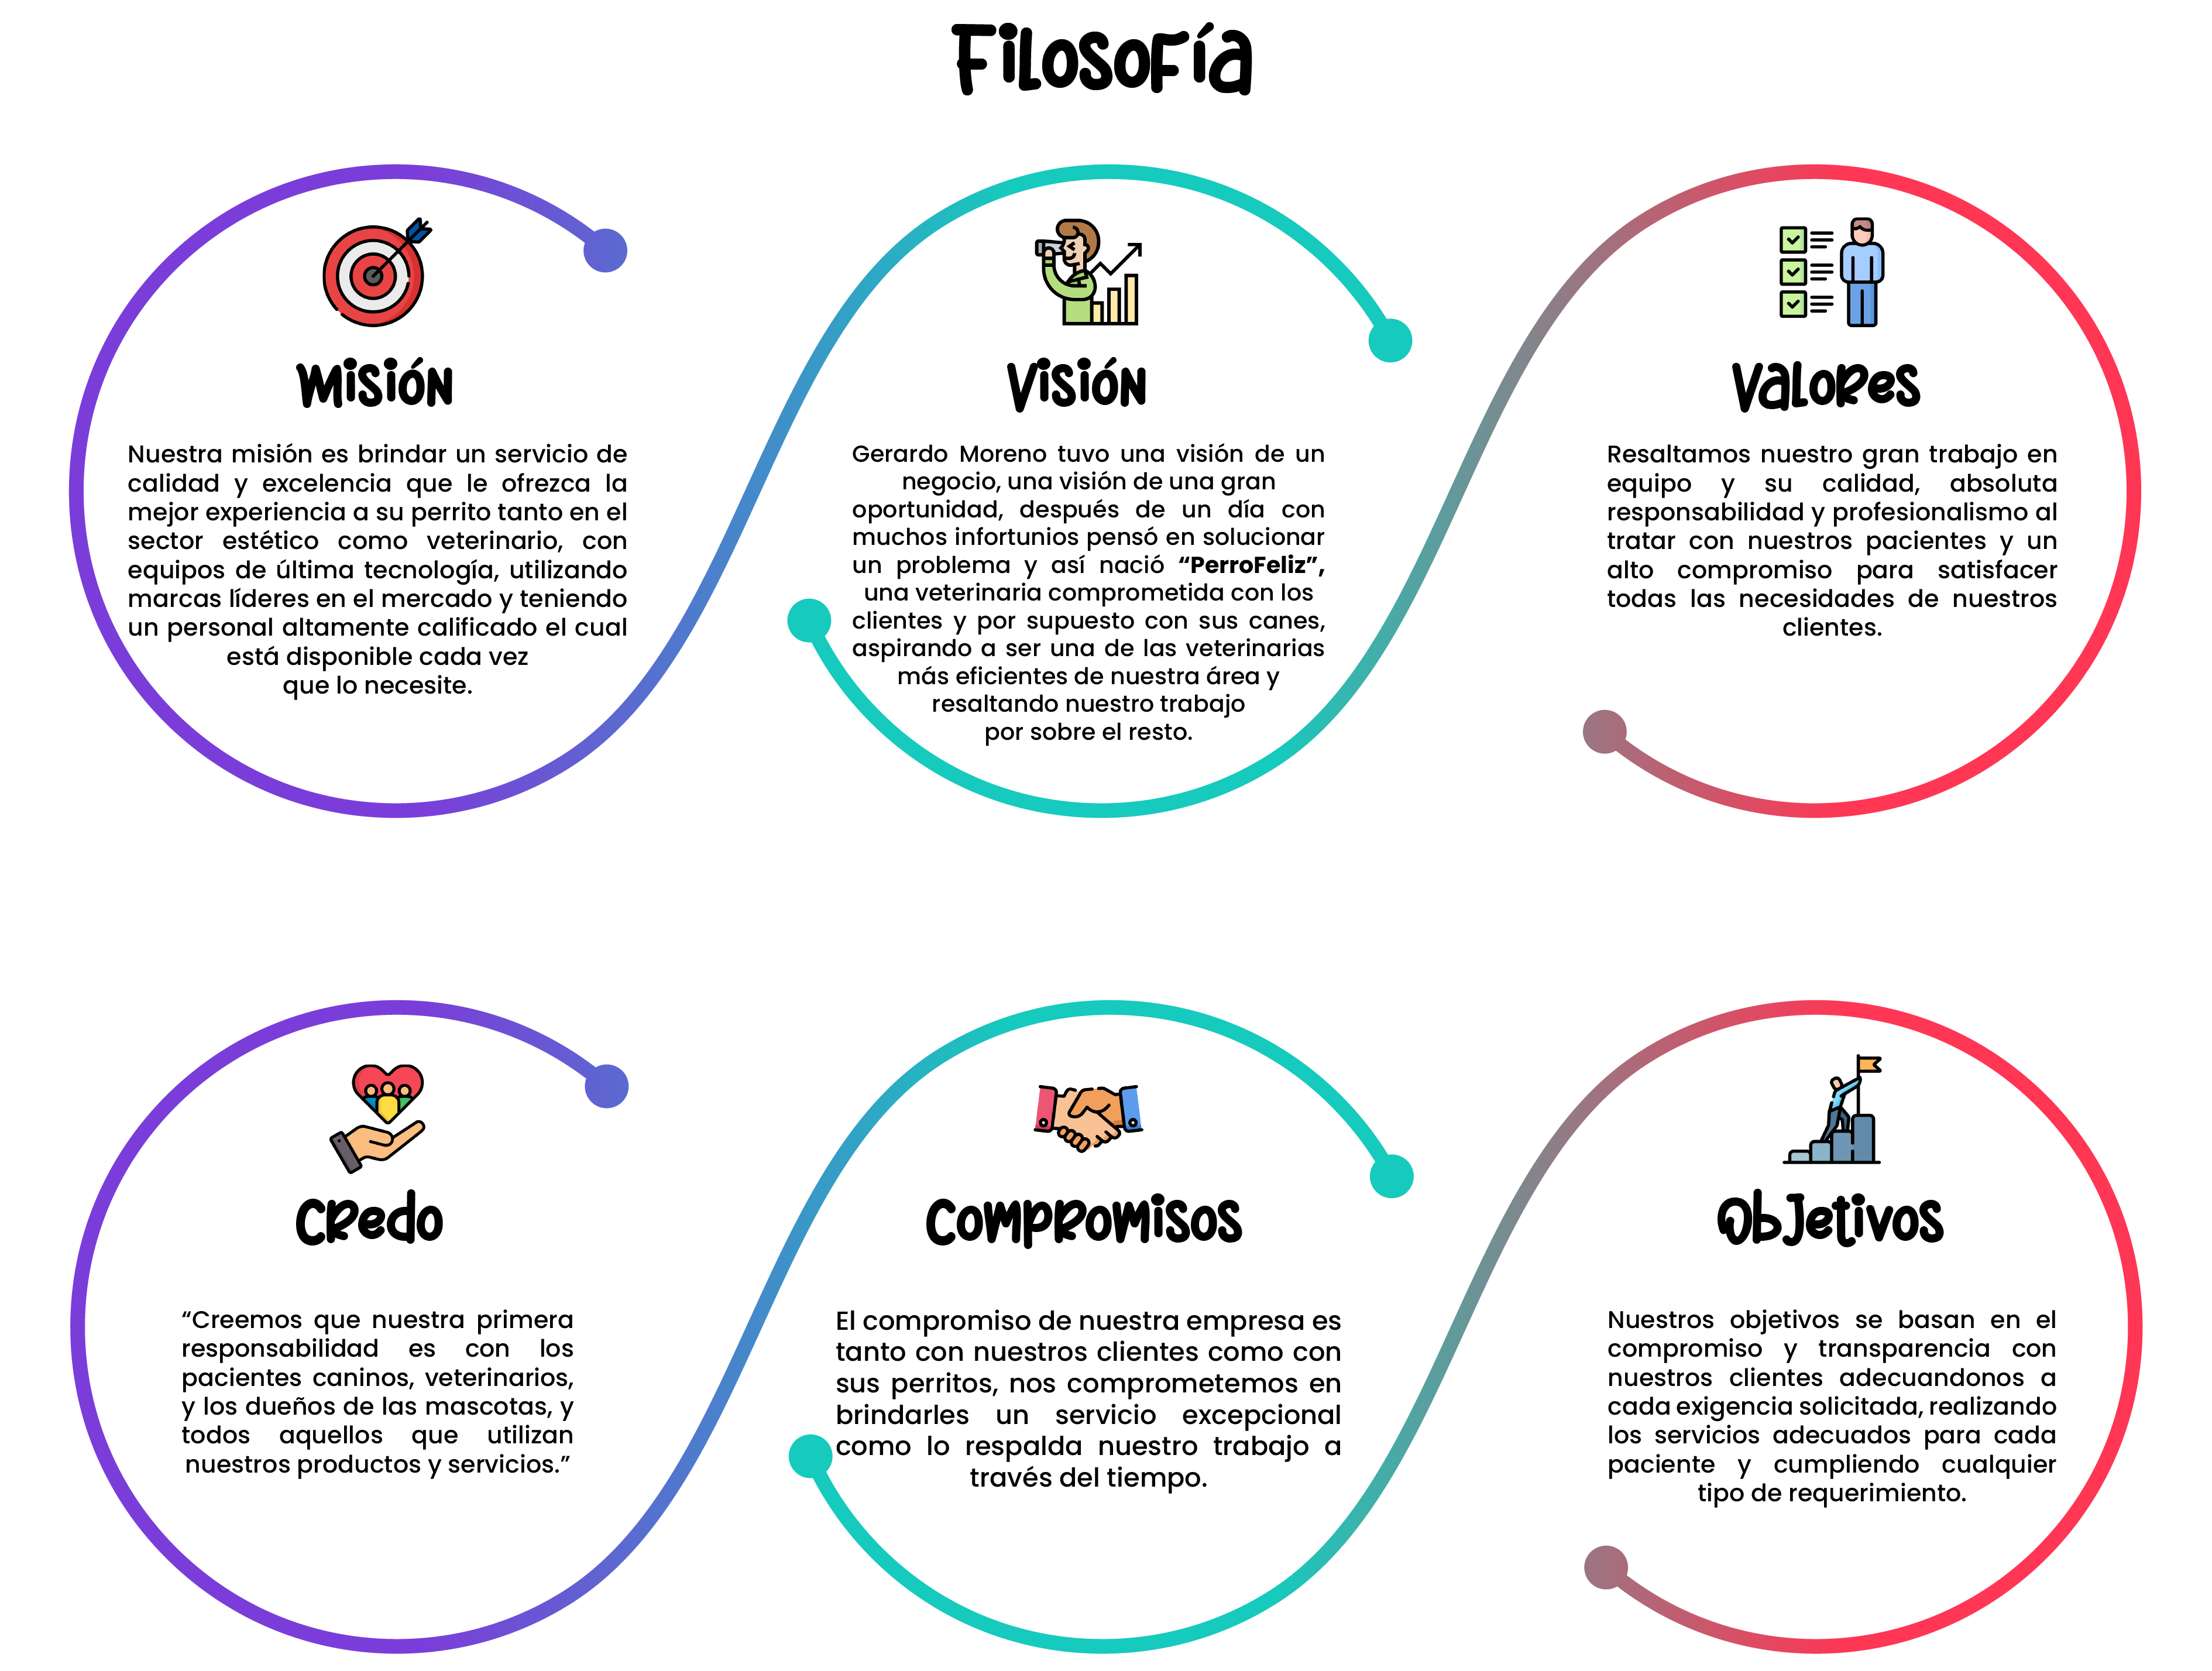 Filosofía
Misión
Nuestra misión es brindar un servicio de
calidad y excelencia que le ofrezca la
mejor experiencia a su perrito tanto en el
sector estético como veterinario, con
equipos de última tecnología, utilizando
marcas líderes en el mercado y teniendo
un personal altamente calificado el cual
está disponible cada vez
que lo necesite.
Visión
Gerardo Moreno tuvo una visión de un
negocio, una visión de una gran
oportunidad, después de un día con
muchos infortunios pensó en solucionar
un problema y así nació “PerroFeliz”,
una veterinaria comprometida con los
clientes y por supuesto con sus canes,
aspirando a ser una de las veterinarias
más eficientes de nuestra área y
resaltando nuestro trabajo
por sobre el resto.
Valores
Resaltamos nuestro gran trabajo en
equipo y su calidad, absoluta
responsabilidad y profesionalismo al
tratar con nuestros pacientes y un
alto compromiso para satisfacer
todas las necesidades de nuestros
clientes.
Credo
“Creemos que nuestra primera
responsabilidad es con los
pacientes caninos, veterinarios,
y los dueños de las mascotas, y
todos aquellos que utilizan
nuestros productos y servicios.”
Compromisos
El compromiso de nuestra empresa es
tanto con nuestros clientes como con
sus perritos, nos comprometemos en
brindarles un servicio excepcional
como lo respalda nuestro trabajo a
través del tiempo.
Objetivos
Nuestros objetivos se basan en el
compromiso y transparencia con
nuestros clientes adecuandonos a
cada exigencia solicitada, realizando
los servicios adecuados para cada
paciente y cumpliendo cualquier
tipo de requerimiento.